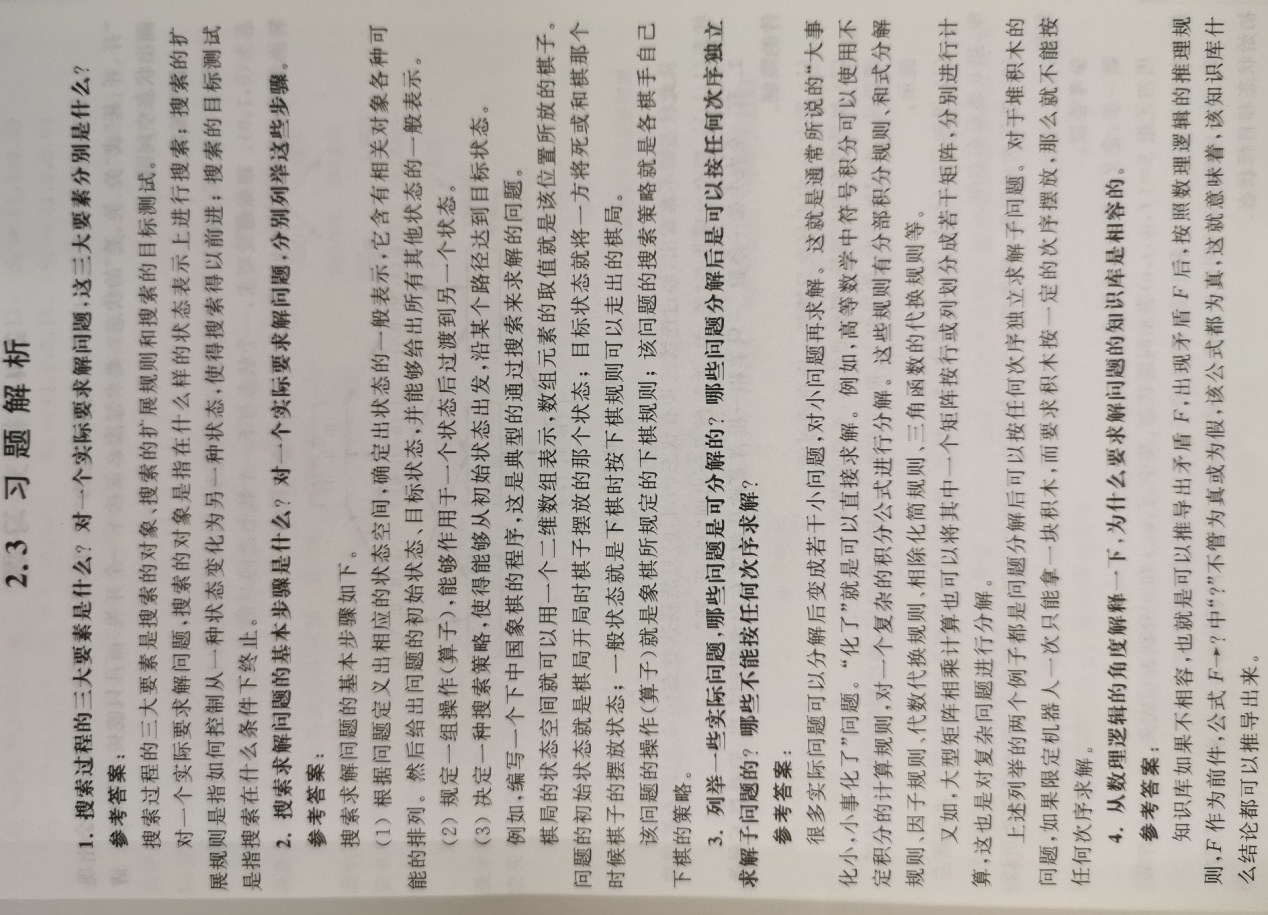 2.3 习题解析
1. 搜索过程的三大要素是什么？对一个实际要求解问题,这三大要素分别是什么？
参考答案：
搜索过程的三大要素是搜索的对象、搜索的扩展规则和搜索的目标测试。
对一个实际要求解问题,搜索的对象是指在什么样的状态表示上进行搜索；搜索的扩
展规则是指如何控制从一种状态变化为另一种状态,使得搜索得以前进；搜索的目标测试
是指搜索在什么条件下终止。
2. 搜索求解问题的基本步骤是什么？对一个实际要求解问题,分别列举这些步骤。
参考答案：
搜索求解问题的基本步骤如下。
（1）根据问题定义出相应的状态空间,确定出状态的一般表示,它含有相关对象各种可
能的排列。然后给出问题的初始状态、目标状态,并能够给出所有其他状态的一般表示。
（2）规定一组操作(算子),能够作用于一个状态后过渡到另一个状态。
（3）决定一种搜索策略,使得能够从初始状态出发,沿某个路径达到目标状态。
例如,编写一个下中国象棋的程序,这是典型的通过搜索来求解的问题。
棋局的状态空间就可以用一个二维数组表示,数组元素的取值就是该位置所放的棋子。
问题的初始状态就是棋局开局时棋子摆放的那个状态；目标状态就将一方将死或和棋那个
时候棋子的摆放状态；一般状态就是下棋时按下棋规则可以走出的棋局。
该问题的操作(算子)就是象棋所规定的下棋规则；该问题的搜索策略就是各棋手自己
下棋的策略。
3. 列举一些实际问题,哪些问题是可分解的？哪些问题分解后是可以按任何次序独立
求解子问题的？哪些不能按任何次序求解？
参考答案：
很多实际问题可以分解后变成若干小问题,对小问题再求解。这就是通常所说的“大事
化小,小事化了”问题。“化了”就是可以直接求解。例如,高等数学中符号积分可以使用不
定积分的计算规则,对一个复杂的积分公式进行分解。这些规则有分部积分规则、和式分解
规则、因子规则、代数代换规则、相除化简规则、三角函数的代换规则等。
又如,大型矩阵相乘计算也可以将其中一个矩阵按行或列划分成若干矩阵,分别进行计
算,这也是对复杂问题进行分解。
上述列举的两个例子都是问题分解后可以按任何次序独立求解子问题。对于堆积木的
问题,如果限定机器人一次只能拿一块积木,而要求积木按一定的次序摆放,那么就不能按
任何次序求解。
4. 从数理逻辑的角度解释一下,为什么要求解问题的知识库是相容的。
参考答案：
知识库如果不相容,也就是可以推导出矛盾 F,出现矛盾 F 后,按照数理逻辑的推理规
则,F 作为前件,公式 F→? 中“?”不管为真或为假,该公式都为真,这就意味着,该知识库什
么结论都可以推导出来。